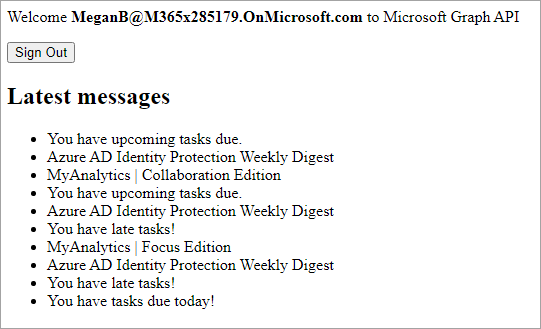 Welcome MeganB@M365x285179.OnMicrosoft.com to Microsoft Graph API
Sign Out
Latest messages
You have upcoming tasks due.
Azure AD Identity Protection Weekly Digest
MyAnalytics | Collaboration Edition
You have upcoming tasks due.
Azure AD Identity Protection Weekly Digest
You have late tasks!
MyAnalytics | Focus Edition
Azure AD Identity Protection Weekly Digest
You have late tasks!
You have tasks due today!